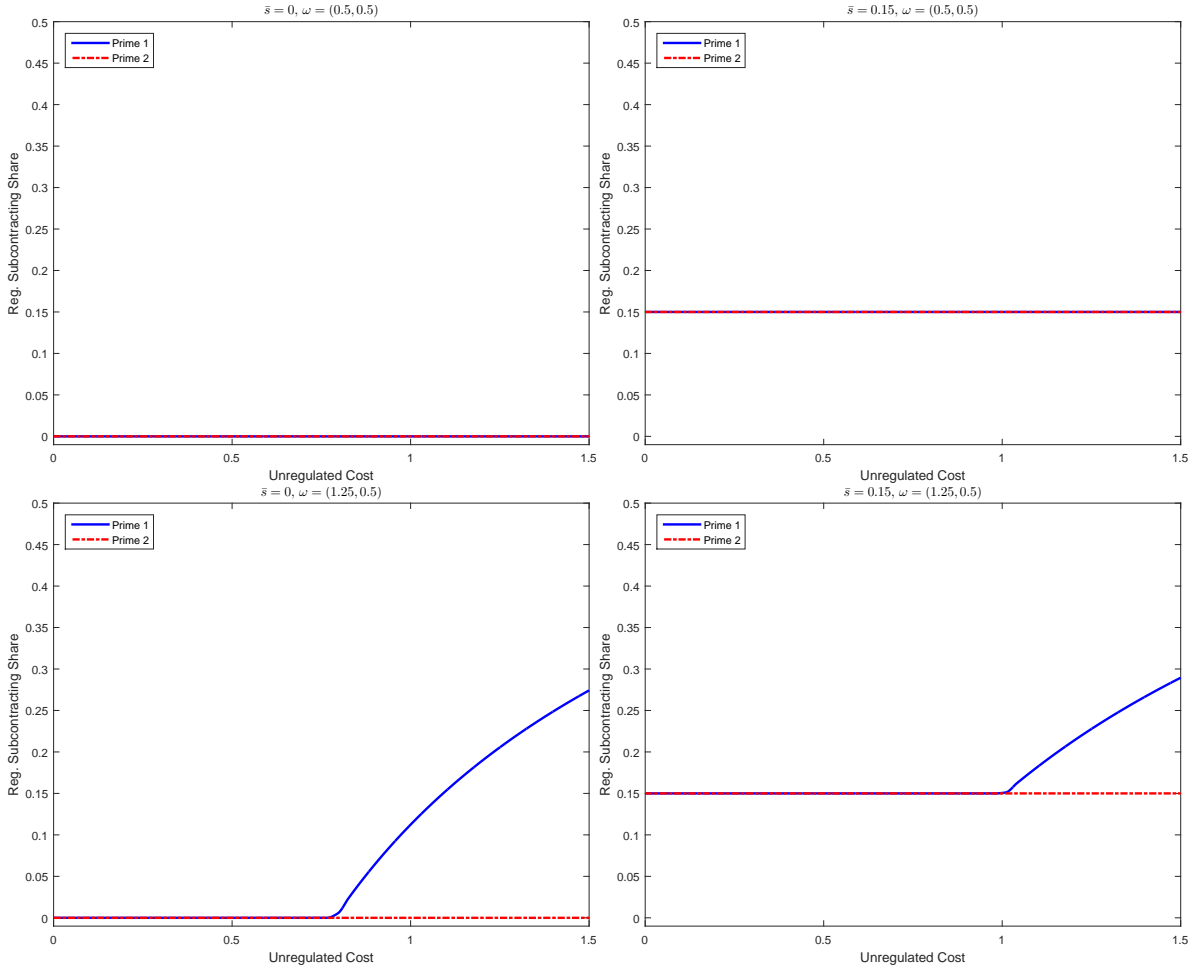 s̄ = 0, ω = (0.5, 0.5)
0.5
0.45
0.4
0.35
0.3
0.25
0.2
0.15
0.1
0.05
0
Reg. Subcontracting Share
Prime 1
Prime 2
0 0.5 1 1.5
Unregulated Cost
s̄ = 0.15, ω = (0.5, 0.5)
0.5
0.45
0.4
0.35
0.3
0.25
0.2
0.15
0.1
0.05
0
Reg. Subcontracting Share
Prime 1
Prime 2
0 0.5 1 1.5
Unregulated Cost
s̄ = 0, ω = (1.25, 0.5)
0.5
0.45
0.4
0.35
0.3
0.25
0.2
0.15
0.1
0.05
0
Reg. Subcontracting Share
Prime 1
Prime 2
0 0.5 1 1.5
Unregulated Cost
s̄ = 0.15, ω = (1.25, 0.5)
0.5
0.45
0.4
0.35
0.3
0.25
0.2
0.15
0.1
0.05
0
Reg. Subcontracting Share
Prime 1
Prime 2
0 0.5 1 1.5
Unregulated Cost